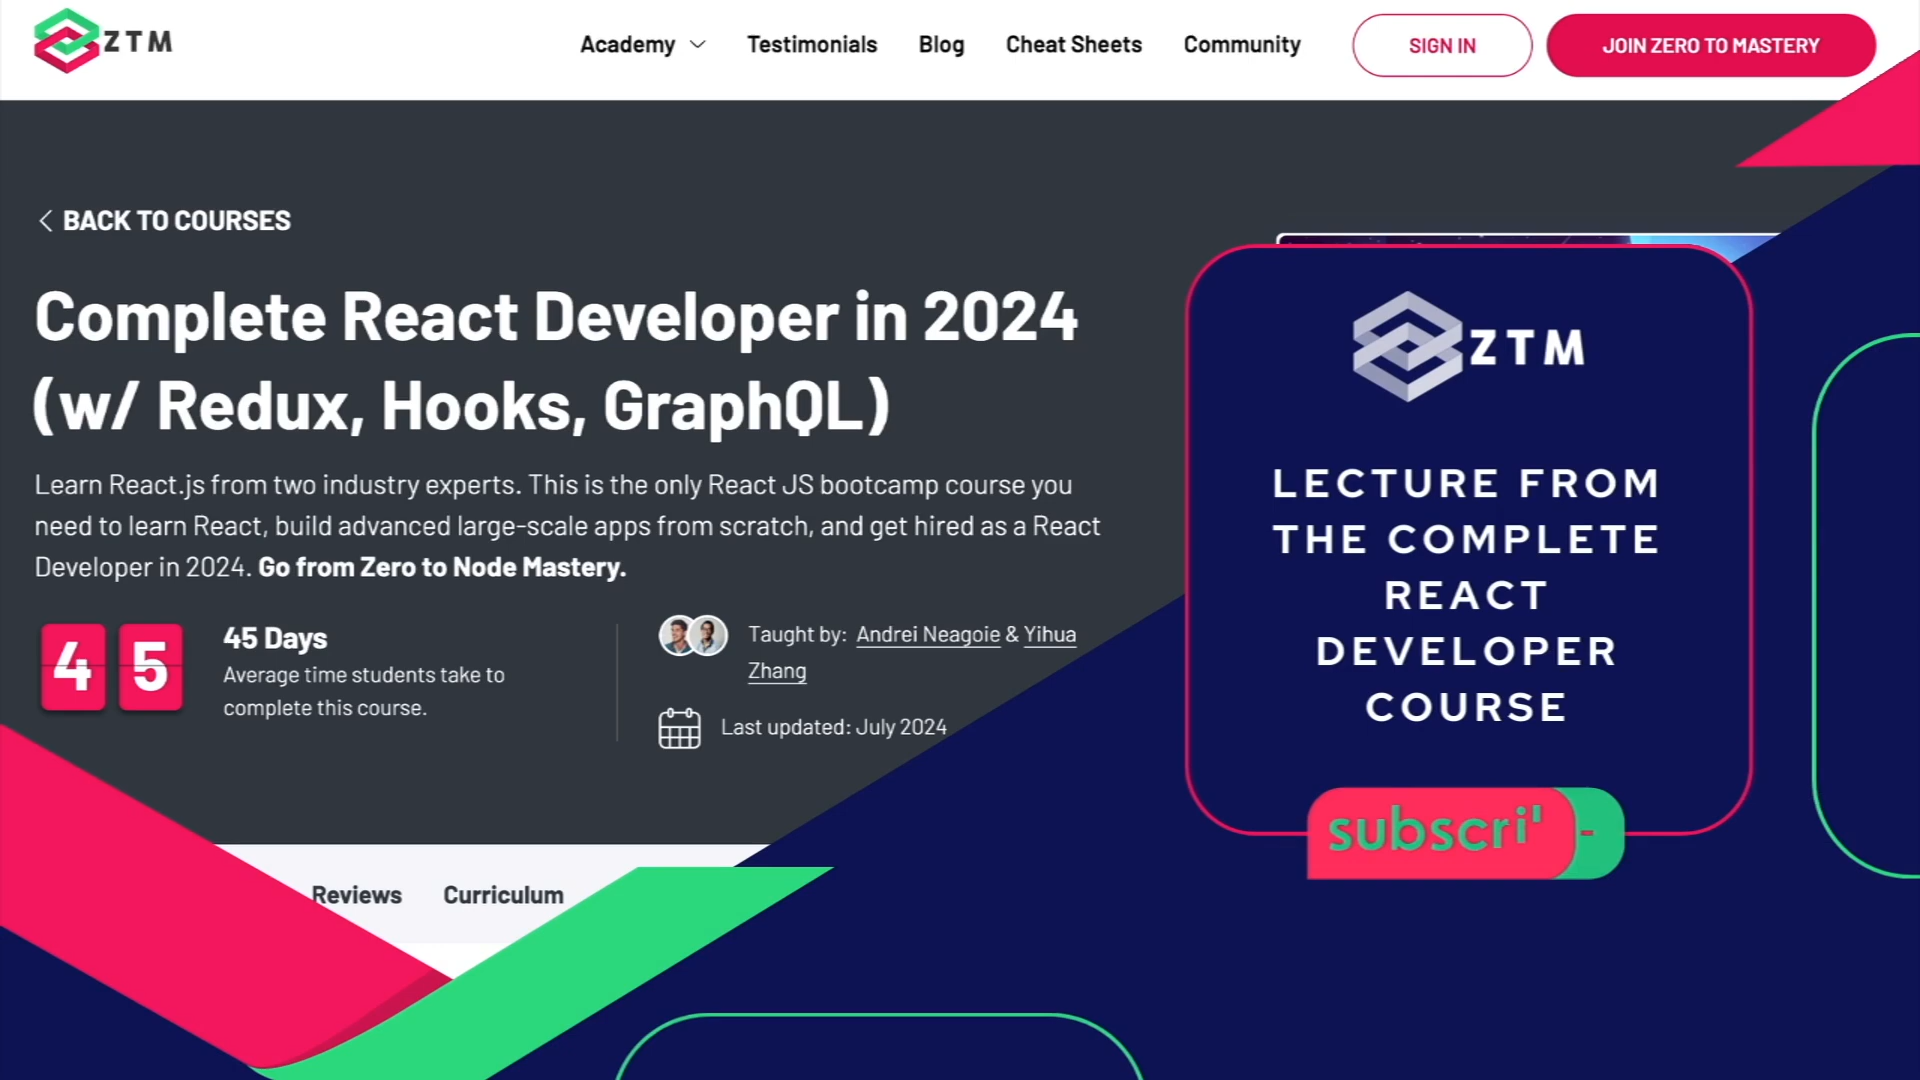 ZTM
Academy
Testimonials
Blog
Cheat Sheets
Community
SIGN IN
JOIN ZERO TO MASTERY
BACK TO COURSES
Complete React Developer in 2024
(w/ Redux, Hooks, GraphQL)
Learn React.js from two industry experts. This is the only React JS bootcamp course you
need to learn React, build advanced large-scale apps from scratch, and get hired as a React
Developer in 2024. Go from Zero to Node Mastery.
45
45 Days
Average time students take to
complete this course.
Taught by: Andrei Neagoie & Yihua
Zhang
Last updated: July 2024
Reviews
Curriculum
ZTM
LECTURE FROM
THE COMPLETE
REACT
DEVELOPER
COURSE
subscri